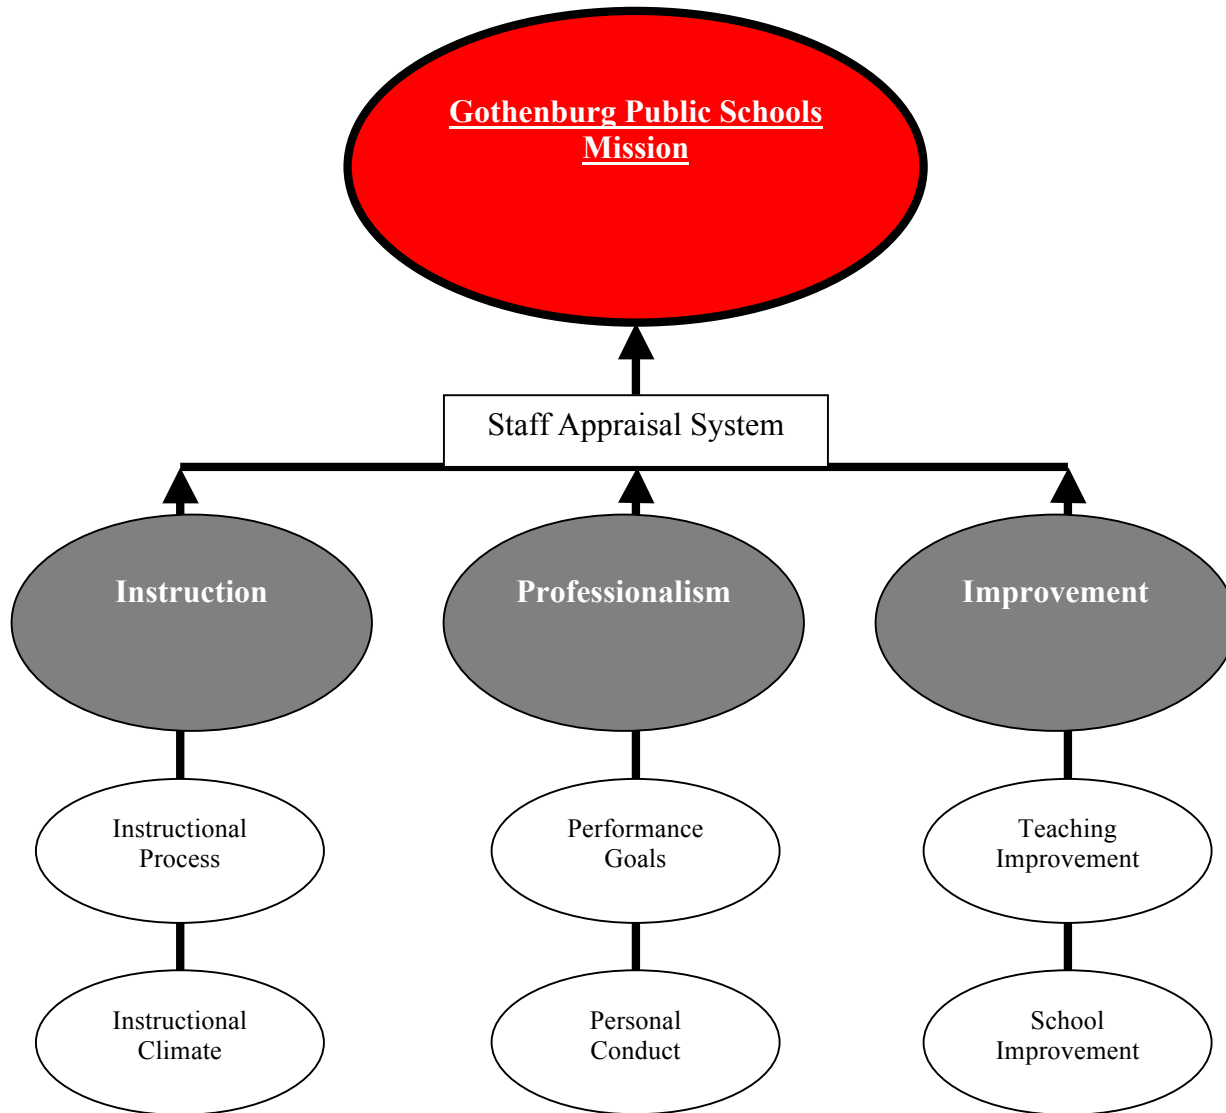 Gothenburg Public Schools
Mission
Staff Appraisal System
Instruction
Professionalism
Improvement
Instructional
Process
Performance
Goals
Teaching
Improvement
Instructional
Climate
Personal
Conduct
School
Improvement